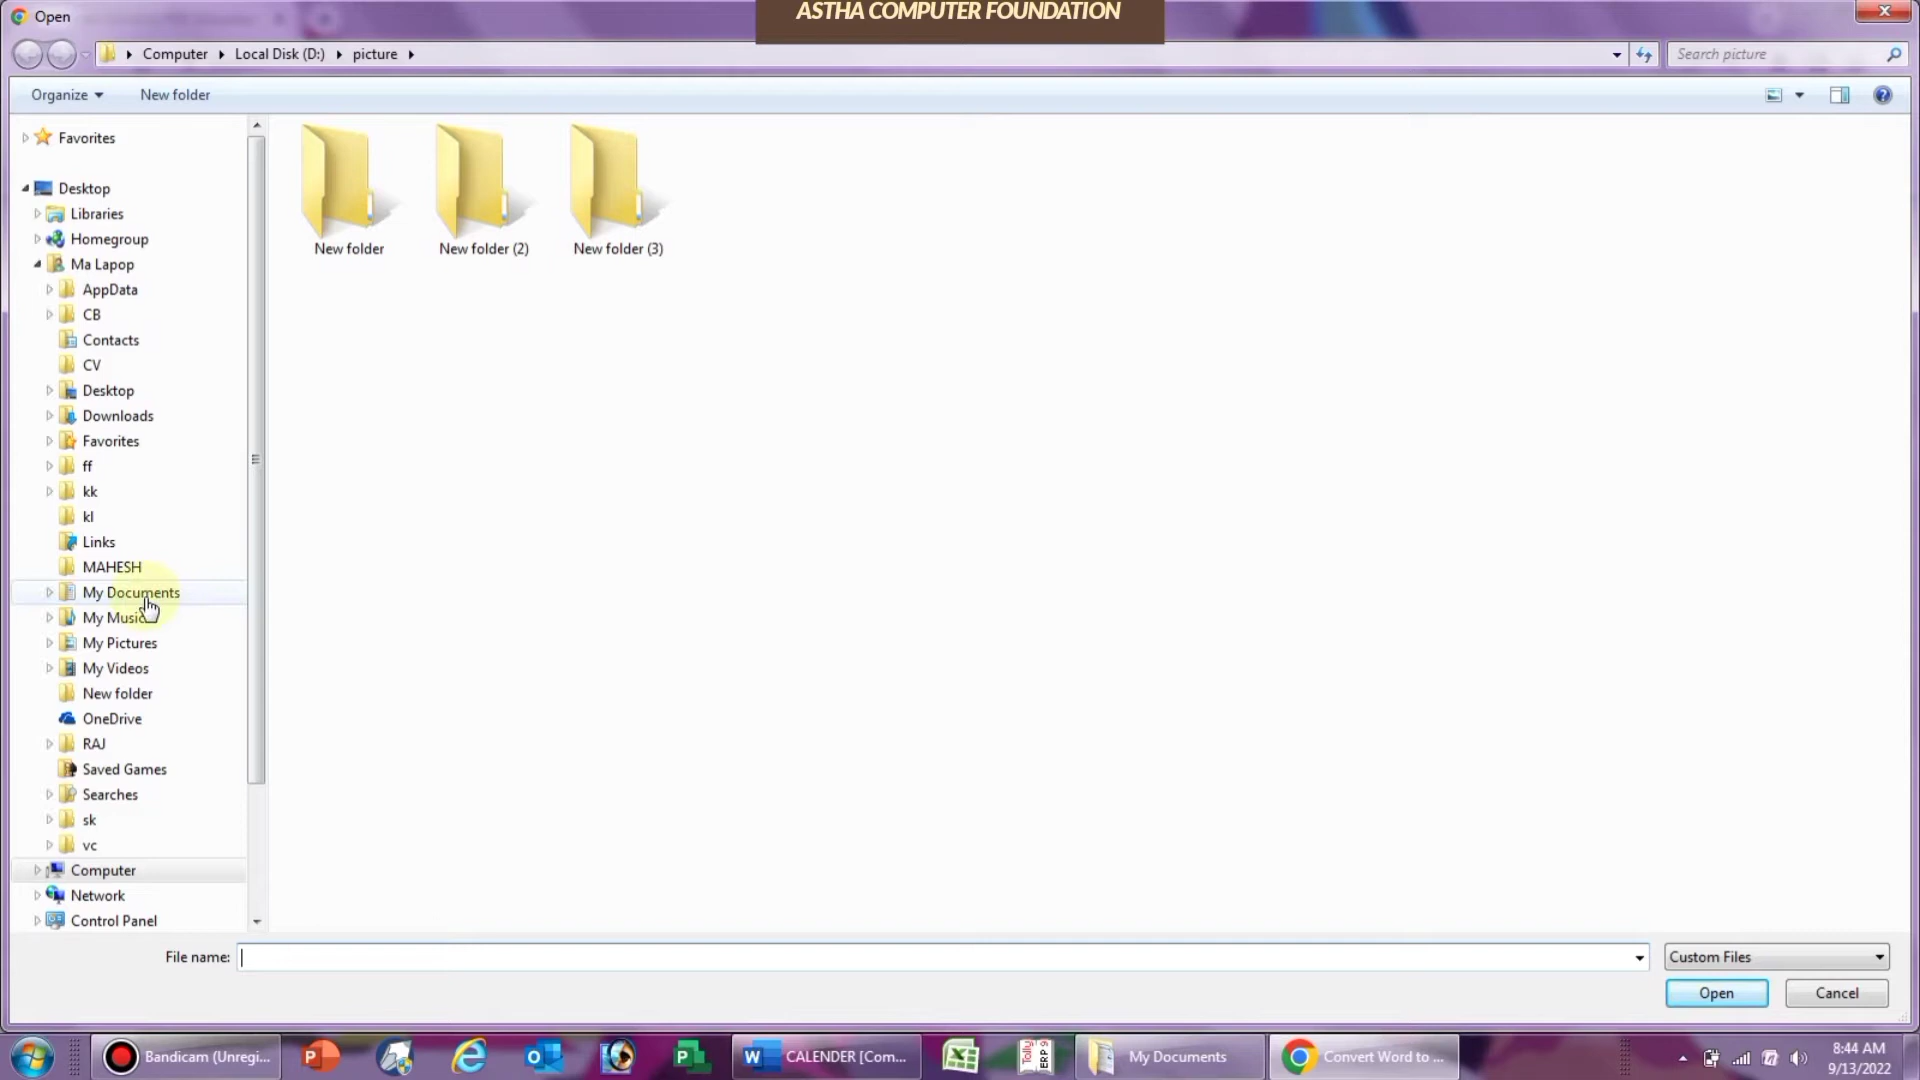 Open
ASTHA COMPUTER FOUNDATION
Computer Local Disk (D:) picture
Search picture
Organize New folder
Favorites
Desktop
Libraries
Homegroup
Ma Lapop
AppData
CB
Contacts
CV
Desktop
Downloads
Favorites
ff
kk
kl
Links
MAHESH
My Documents
My Music
My Pictures
My Videos
New folder
OneDrive
RAJ
Saved Games
Searches
sk
vc
Computer
Network
Control Panel
New folder New folder (2) New folder (3)
File name: Custom Files
Open Cancel
Bandicam (Unregi... CALENDER [Com... Tally ERP 9 My Documents Convert Word to ... 8:44 AM
9/13/2022